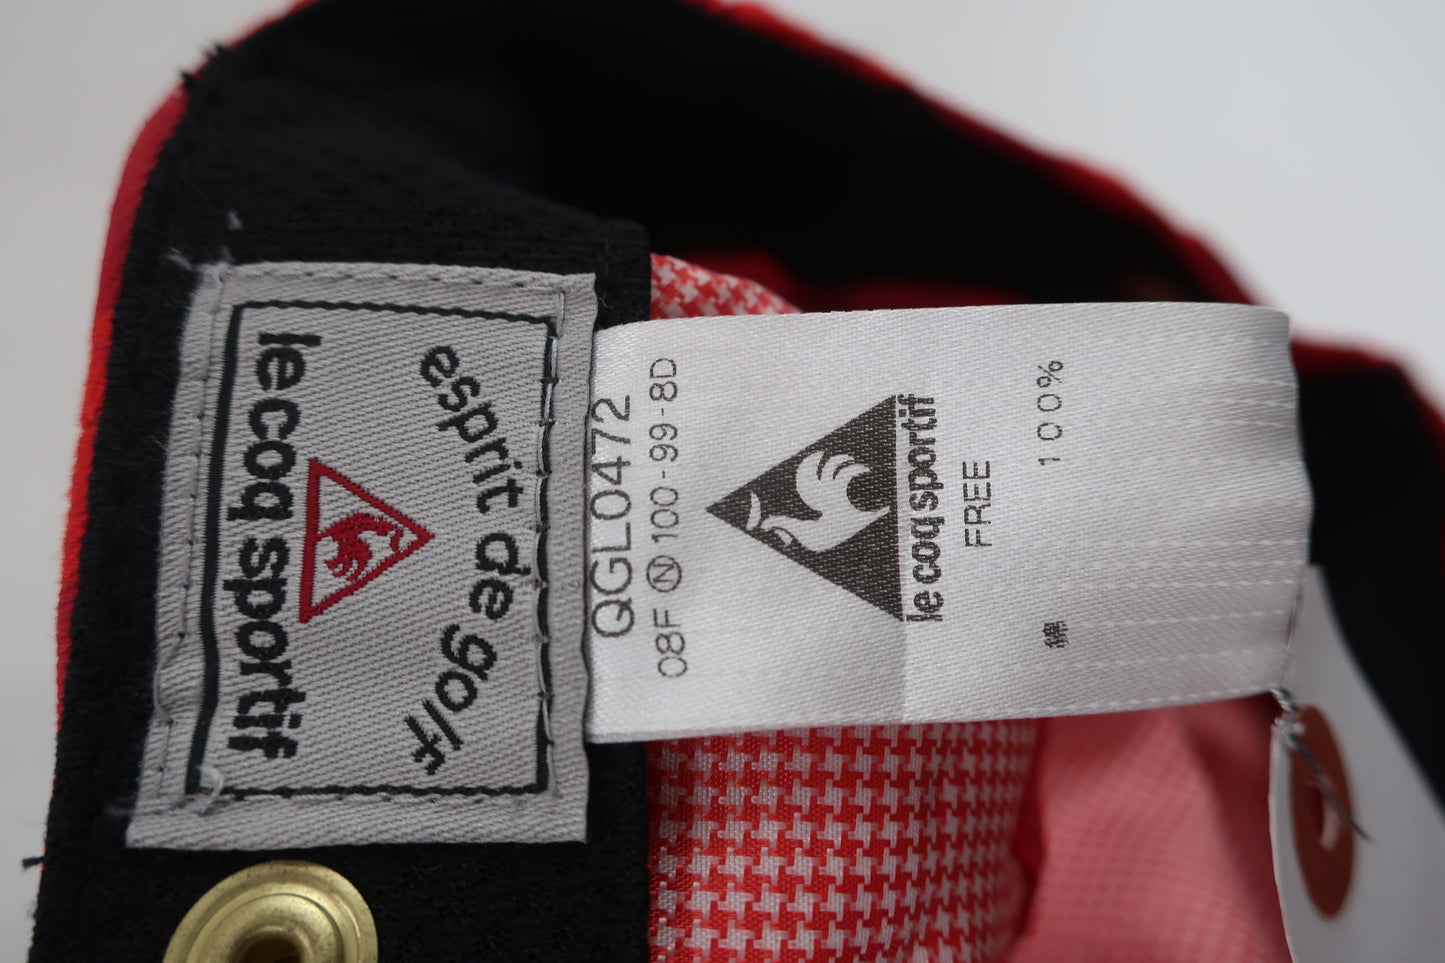 le coq sportif
esprit de golf
QGL0472
08F Ⓝ 100-99-8D
le coq sportif
FREE
綿 100%